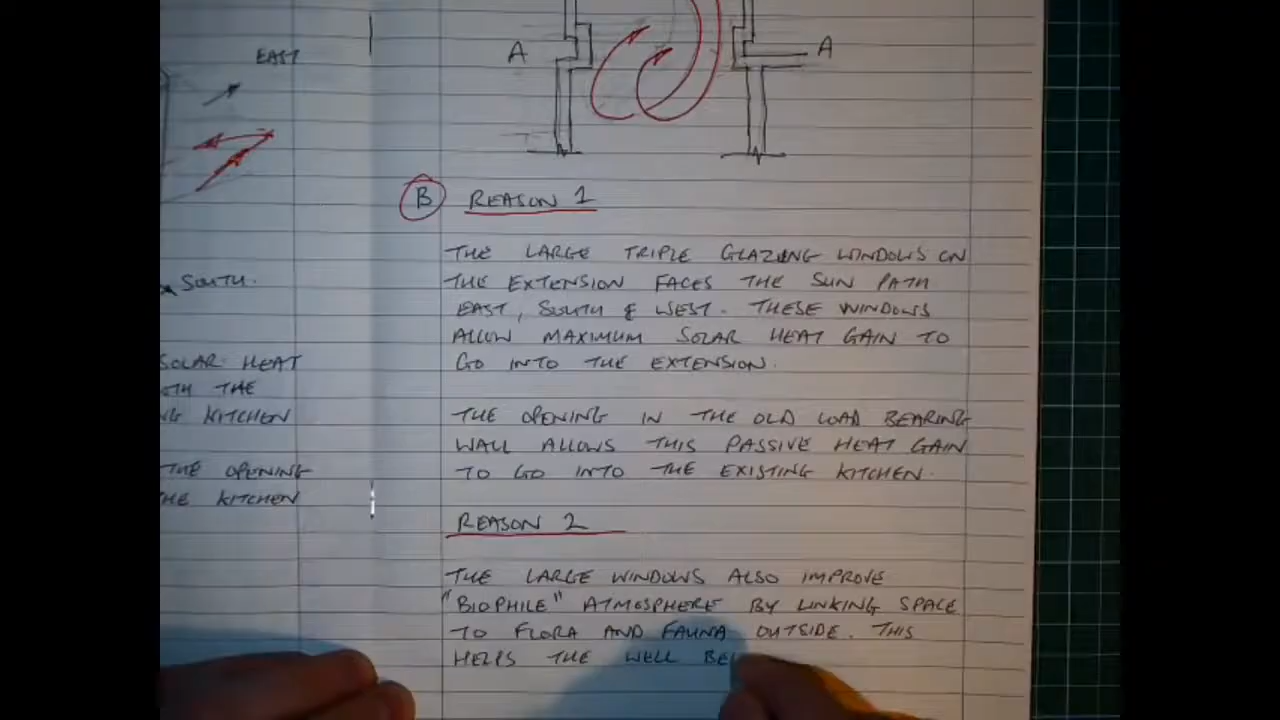 EAST
A
A
B REASON 1
THE LARGE TRIPLE GLAZING WINDOWS ON
THE EXTENSION FACES THE SUN PATH
EAST, SOUTH & WEST. THESE WINDOWS
ALLOW MAXIMUM SOLAR HEAT GAIN TO
GO INTO THE EXTENSION.
THE OPENING IN THE OLD LOAD BEARING
WALL ALLOWS THIS PASSIVE HEAT GAIN
TO GO INTO THE EXISTING KITCHEN.
REASON 2
THE LARGE WINDOWS ALSO IMPROVE
"BIOPHILE" ATMOSPHERE BY LINKING SPACE
TO FLORA AND FAUNA OUTSIDE. THIS
HELPS THE WELL BE
SOUTH.
SOLAR HEAT
THE
KITCHEN
THE OPENING
KITCHEN